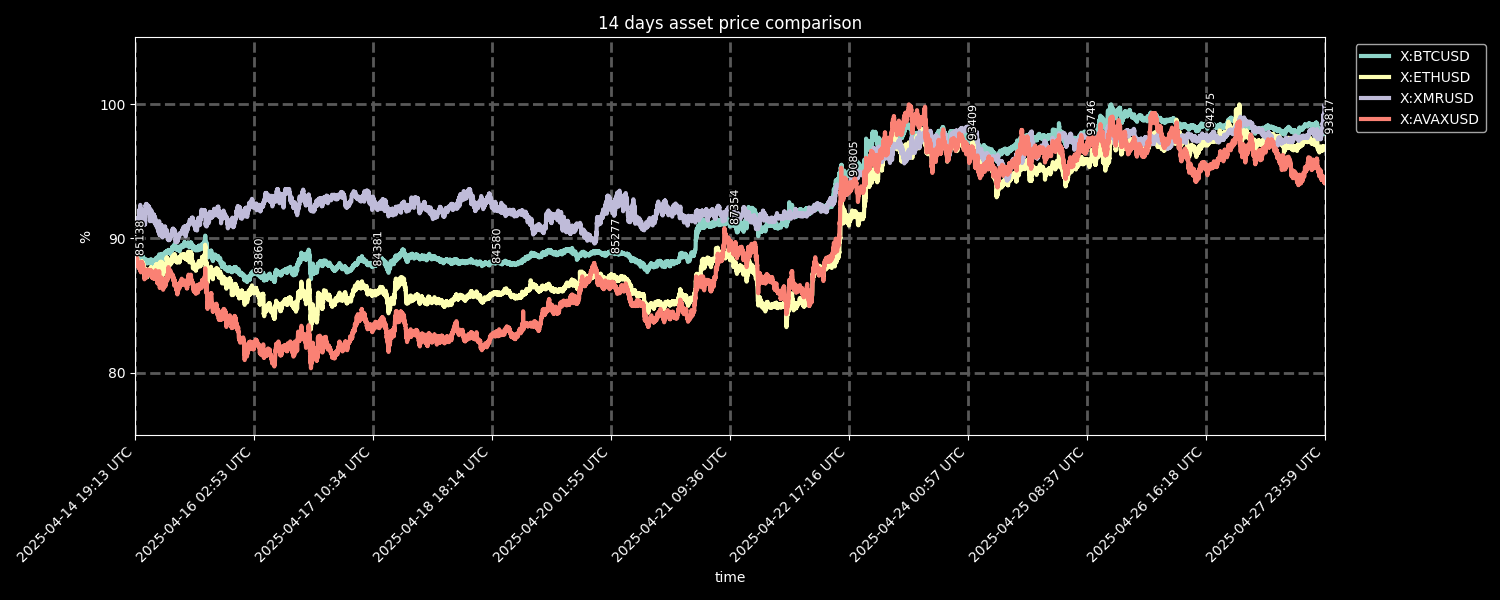 14 days asset price comparison
X:BTCUSD
X:ETHUSD
X:XMRUSD
X:AVAXUSD
%
100
90
80
85138
83860
84381
84580
85277
87354
90805
93409
93746
94275
93817
2025-04-14 19:13 UTC
2025-04-16 02:53 UTC
2025-04-17 10:34 UTC
2025-04-18 18:14 UTC
2025-04-20 01:55 UTC
2025-04-21 09:36 UTC
2025-04-22 17:16 UTC
2025-04-24 00:57 UTC
2025-04-25 08:37 UTC
2025-04-26 16:18 UTC
2025-04-27 23:59 UTC
time